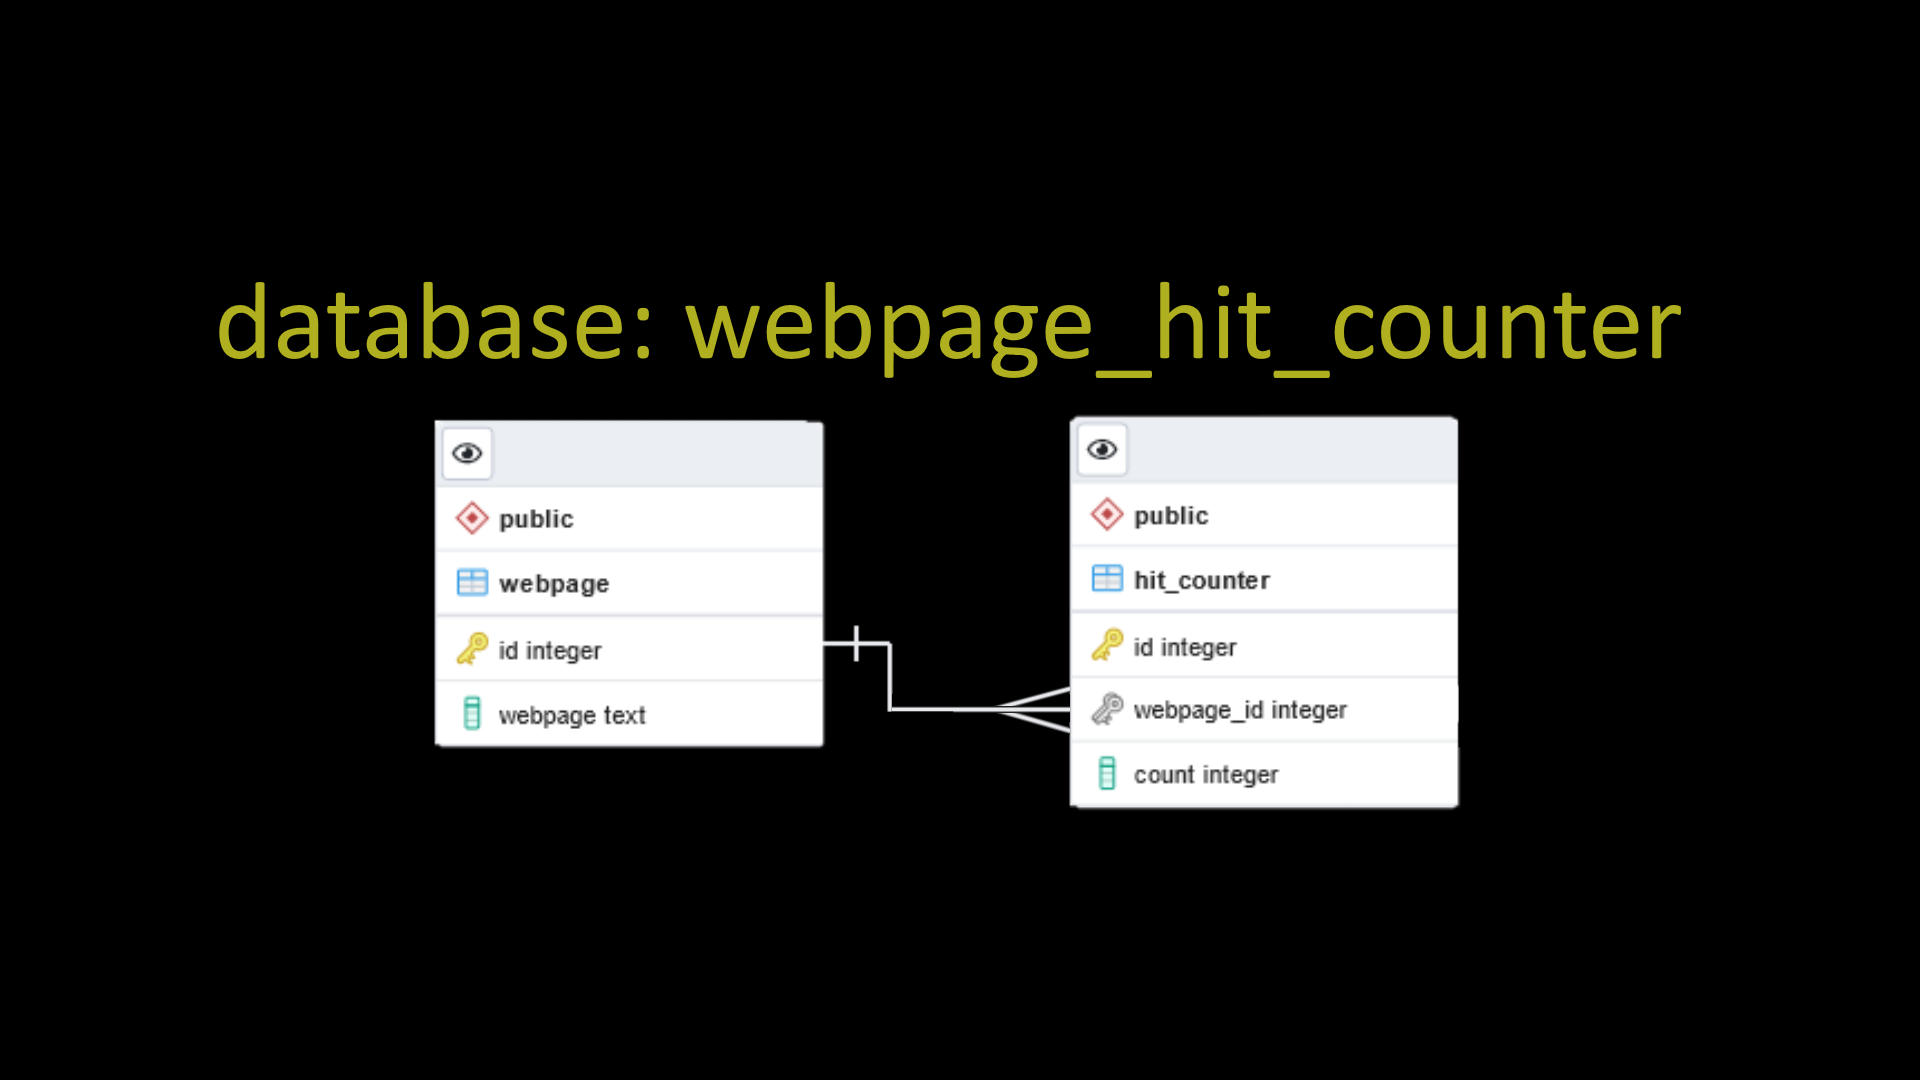 database: webpage_hit_counter
public
webpage
id integer
webpage text
public
hit_counter
id integer
webpage_id integer
count integer